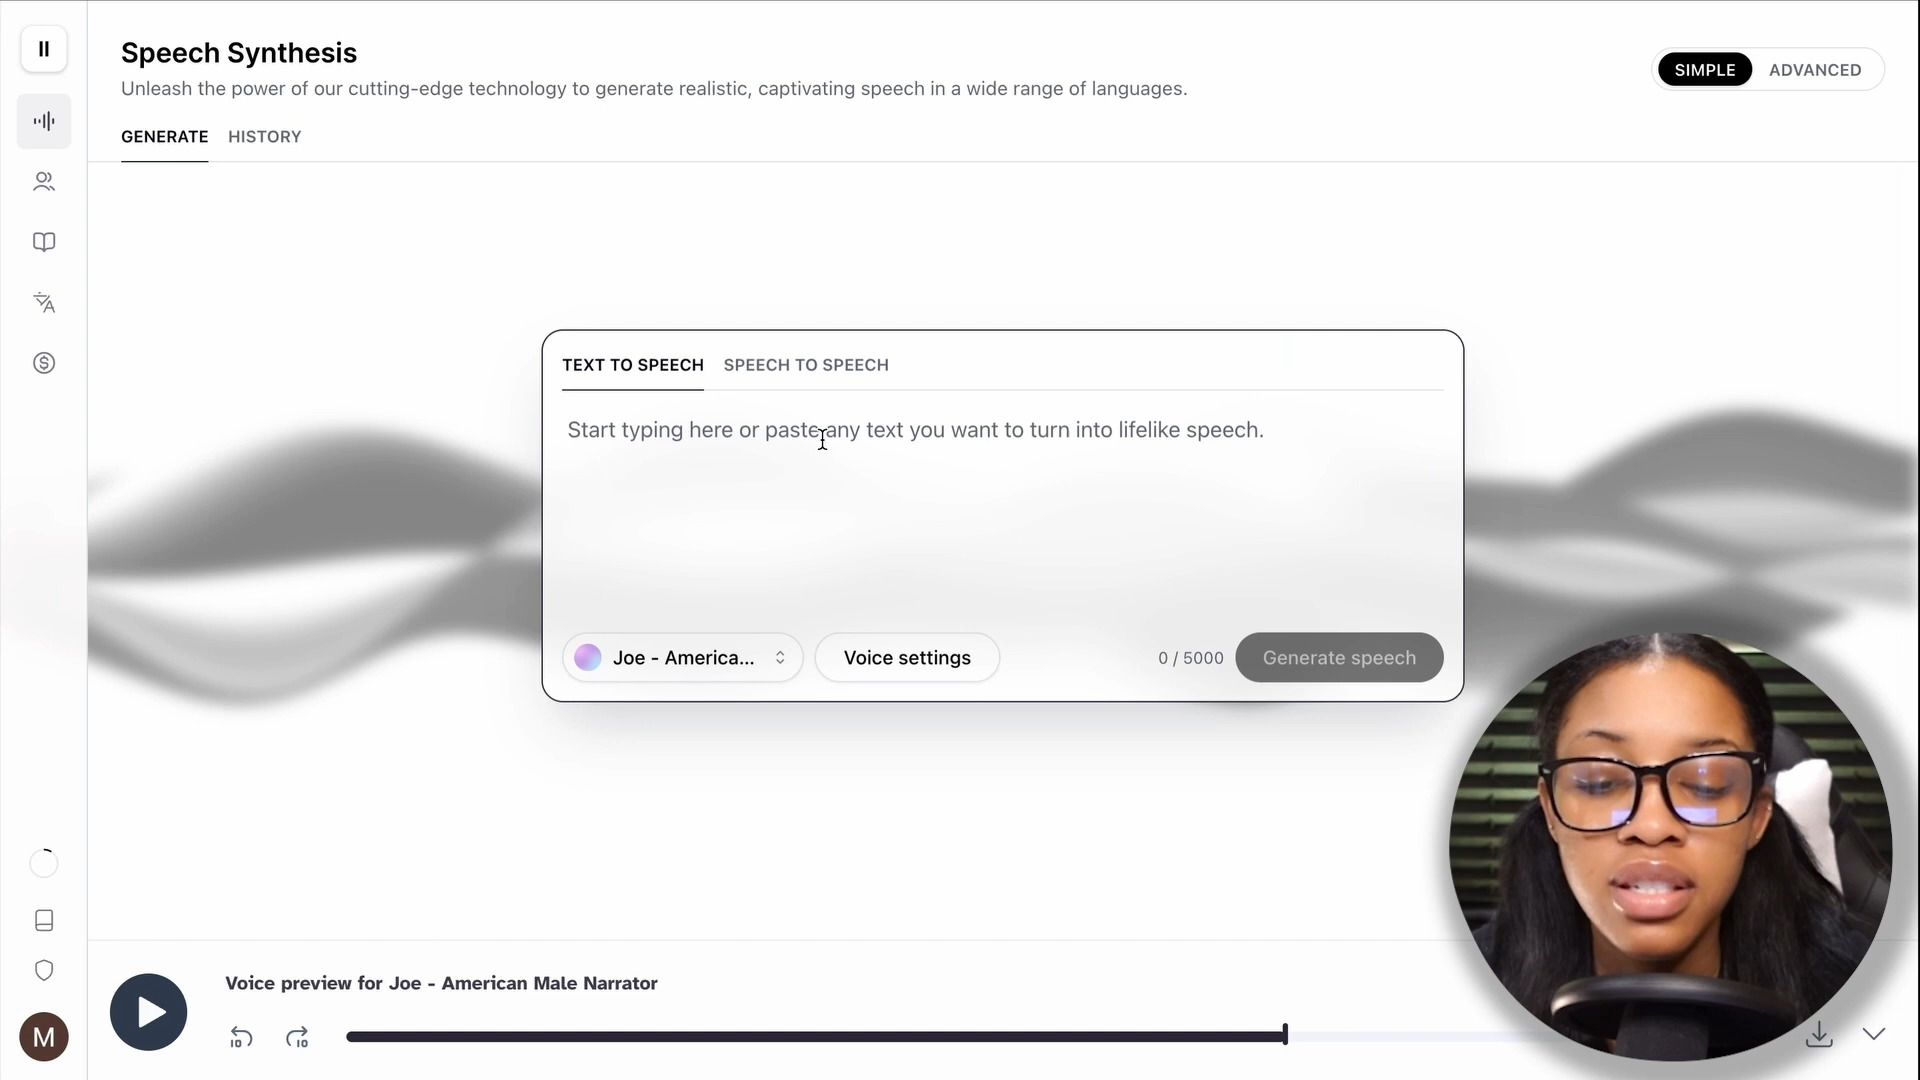 Speech Synthesis
Unleash the power of our cutting-edge technology to generate realistic, captivating speech in a wide range of languages.
SIMPLE ADVANCED
GENERATE HISTORY
TEXT TO SPEECH SPEECH TO SPEECH
Start typing here or paste any text you want to turn into lifelike speech.
Joe - America... Voice settings 0 / 5000 Generate speech
Voice preview for Joe - American Male Narrator
10 10
M